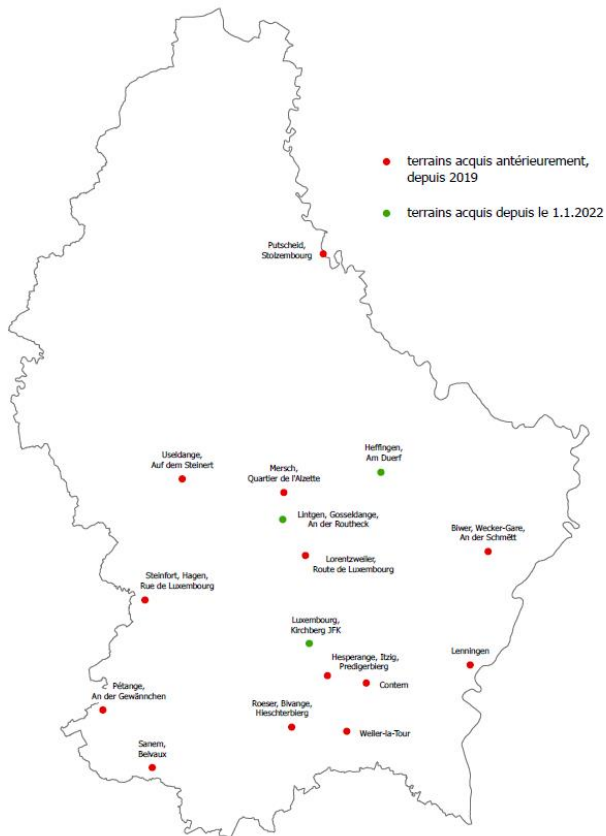 terrains acquis antérieurement,
depuis 2019
terrains acquis depuis le 1.1.2022
Putscheid,
Stolzembourg
Useldange,
Auf dem Steinert
Mersch,
Quartier de l'Alzette
Heffingen,
Am Duerf
Lintgen, Gosseldange,
An der Routheck
Biwer, Wecker-Gare,
An der Schmëtt
Lorentzweiler,
Route de Luxembourg
Steinfort, Hagen,
Rue de Luxembourg
Luxembourg,
Kirchberg JFK
Hesperange, Itzig,
Predigerbierg
Lenningen
Contern
Pétange,
An der Gewännchen
Roeser, Bivange,
Hieschterbierg
Weiler-la-Tour
Sanem,
Belvaux